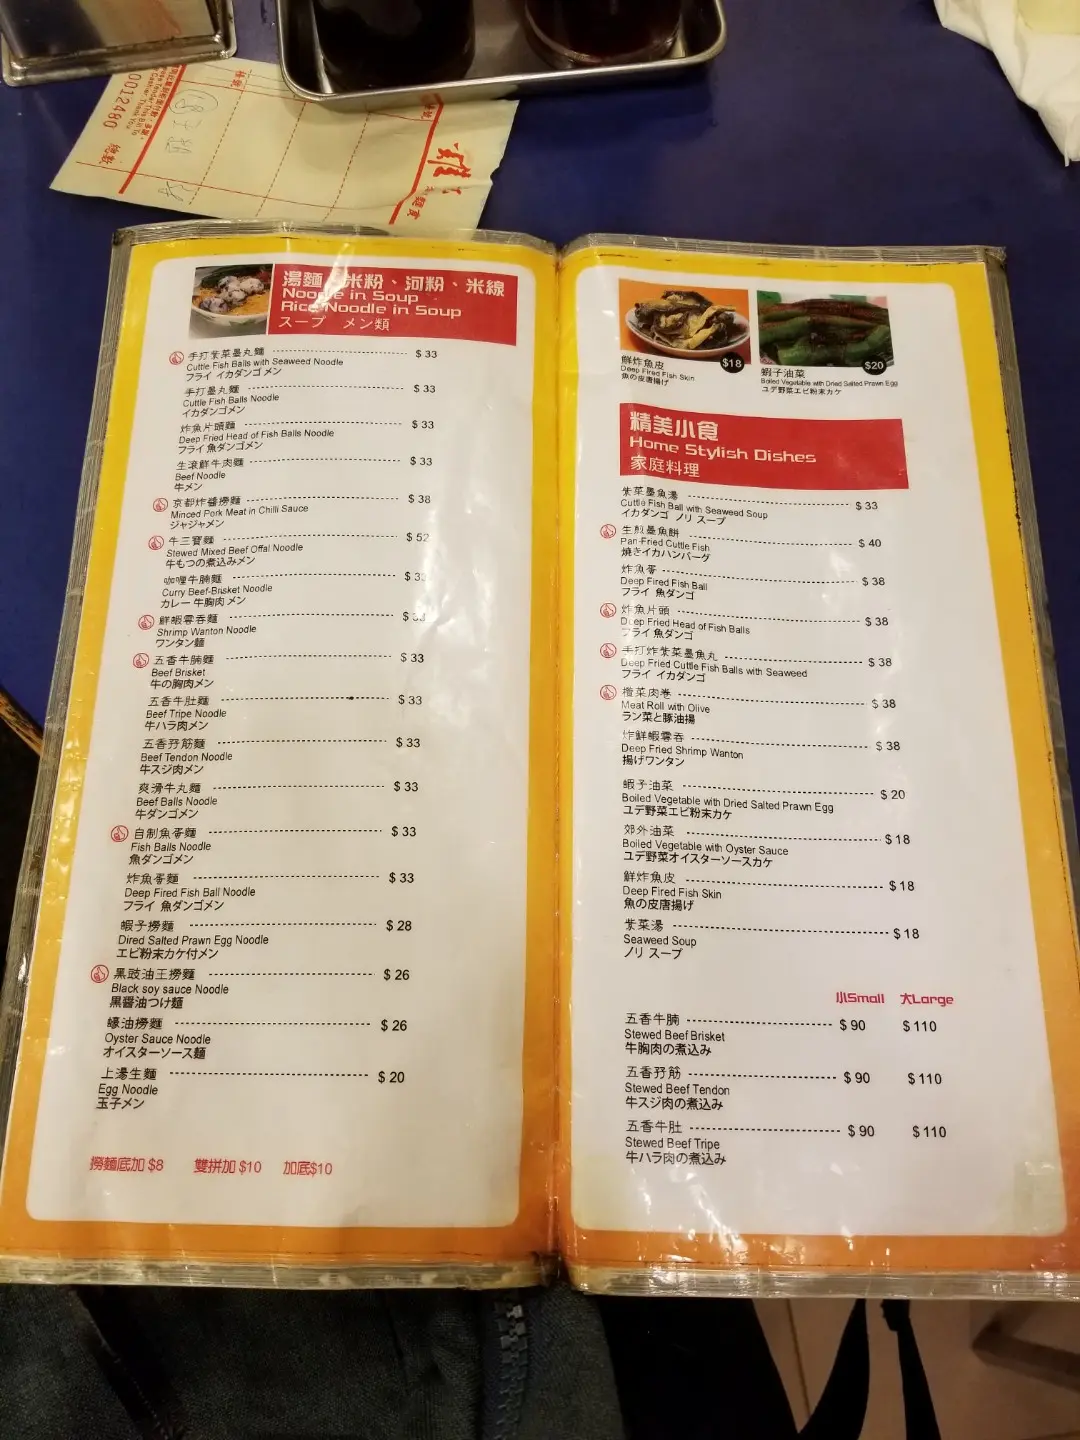 0012480
湯麵、米粉、河粉、米線
Noodle in Soup
Rice Noodle in Soup
スープ メン類
手打紫菜墨丸麵 $ 33
Cuttle Fish Balls with Seaweed Noodle
フライ イカダンゴ メン
手打墨丸麵 $ 33
Cuttle Fish Balls Noodle
イカダンゴメン
炸魚片頭麵 $ 33
Deep Fried Head of Fish Balls Noodle
フライ 魚ダンゴメン
生滾鮮牛肉麵 $ 33
Beef Noodle
牛メン
京都炸醬撈麵 $ 38
Minced Pork Meat in Chilli Sauce
ジャジャメン
牛三寶麵 $ 52
Stewed Mixed Beef Offal Noodle
牛もつの煮込みメン
咖喱牛腩麵 $ 33
Curry Beef-Brisket Noodle
カレー 牛胸肉 メン
鮮蝦雲吞麵 $ 33
Shrimp Wanton Noodle
ワンタン麵
五香牛腩麵 $ 33
Beef Brisket
牛の胸肉メン
五香牛肚麵 $ 33
Beef Tripe Noodle
牛ハラ肉メン
五香孖筋麵 $ 33
Beef Tendon Noodle
牛スジ肉メン
爽滑牛丸麵 $ 33
Beef Balls Noodle
牛ダンゴメン
自制魚蛋麵 $ 33
Fish Balls Noodle
魚ダンゴメン
炸魚蛋麵 $ 33
Deep Fired Fish Ball Noodle
フライ 魚ダンゴメン
蝦子撈麵 $ 28
Dired Salted Prawn Egg Noodle
エビ粉末カケ付メン
黑豉油王撈麵 $ 26
Black soy sauce Noodle
黒醤油つけ麵
蠔油撈麵 $ 26
Oyster Sauce Noodle
オイスターソース麵
上湯生麵 $ 20
Egg Noodle
玉子メン
撈麵底加 $8 雙拼加 $10 加底$10
鮮炸魚皮 $18
Deep Fired Fish Skin
魚の皮唐揚げ
蝦子油菜 $20
Boiled Vegetable with Dried Salted Prawn Egg
ユデ野菜エビ粉末カケ
精美小食
Home Stylish Dishes
家庭料理
紫菜墨魚湯 $ 33
Cuttle Fish Ball with Seaweed Soup
イカダンゴ ノリ スープ
生煎墨魚餅 $ 40
Pan-Fried Cuttle Fish
焼きイカハンバーグ
炸魚蛋 $ 38
Deep Fired Fish Ball
フライ 魚ダンゴ
炸魚片頭 $ 38
Deep Fried Head of Fish Balls
フライ 魚ダンゴ
手打炸紫菜墨魚丸 $ 38
Deep Fried Cuttle Fish Balls with Seaweed
フライ イカダンゴ
欖菜肉卷 $ 38
Meat Roll with Olive
ラン菜と豚油揚
炸鮮蝦雲吞 $ 38
Deep Fried Shrimp Wanton
揚げワンタン
蝦子油菜 $ 20
Boiled Vegetable with Dried Salted Prawn Egg
ユデ野菜エビ粉末カケ
郊外油菜 $ 18
Boiled Vegetable with Oyster Sauce
ユデ野菜オイスターソースカケ
鮮炸魚皮 $ 18
Deep Fired Fish Skin
魚の皮唐揚げ
紫菜湯 $ 18
Seaweed Soup
ノリ スープ
小Small 大Large
五香牛腩 $ 90 $ 110
Stewed Beef Brisket
牛胸肉の煮込み
五香孖筋 $ 90 $ 110
Stewed Beef Tendon
牛スジ肉の煮込み
五香牛肚 $ 90 $ 110
Stewed Beef Tripe
牛ハラ肉の煮込み